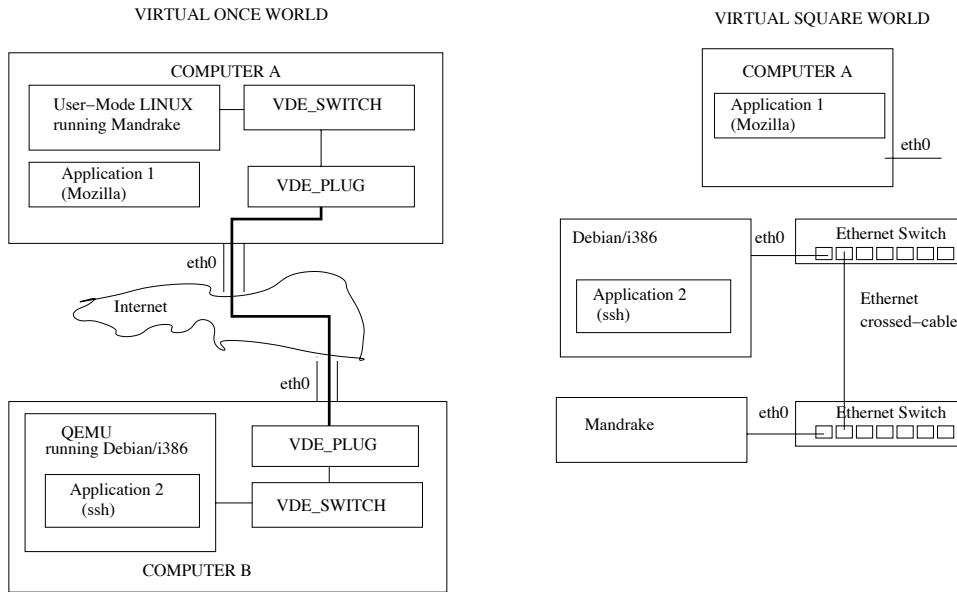 VIRTUAL ONCE WORLD
COMPUTER A
User–Mode LINUX
running Mandrake
VDE_SWITCH
Application 1
(Mozilla)
VDE_PLUG
eth0
Internet
eth0
QEMU
running Debian/i386
VDE_PLUG
Application 2
(ssh)
VDE_SWITCH
COMPUTER B
VIRTUAL SQUARE WORLD
COMPUTER A
Application 1
(Mozilla)
eth0
Debian/i386
eth0
Ethernet Switch
Application 2
(ssh)
Ethernet
crossed–cable
Mandrake
eth0
Ethernet Switch